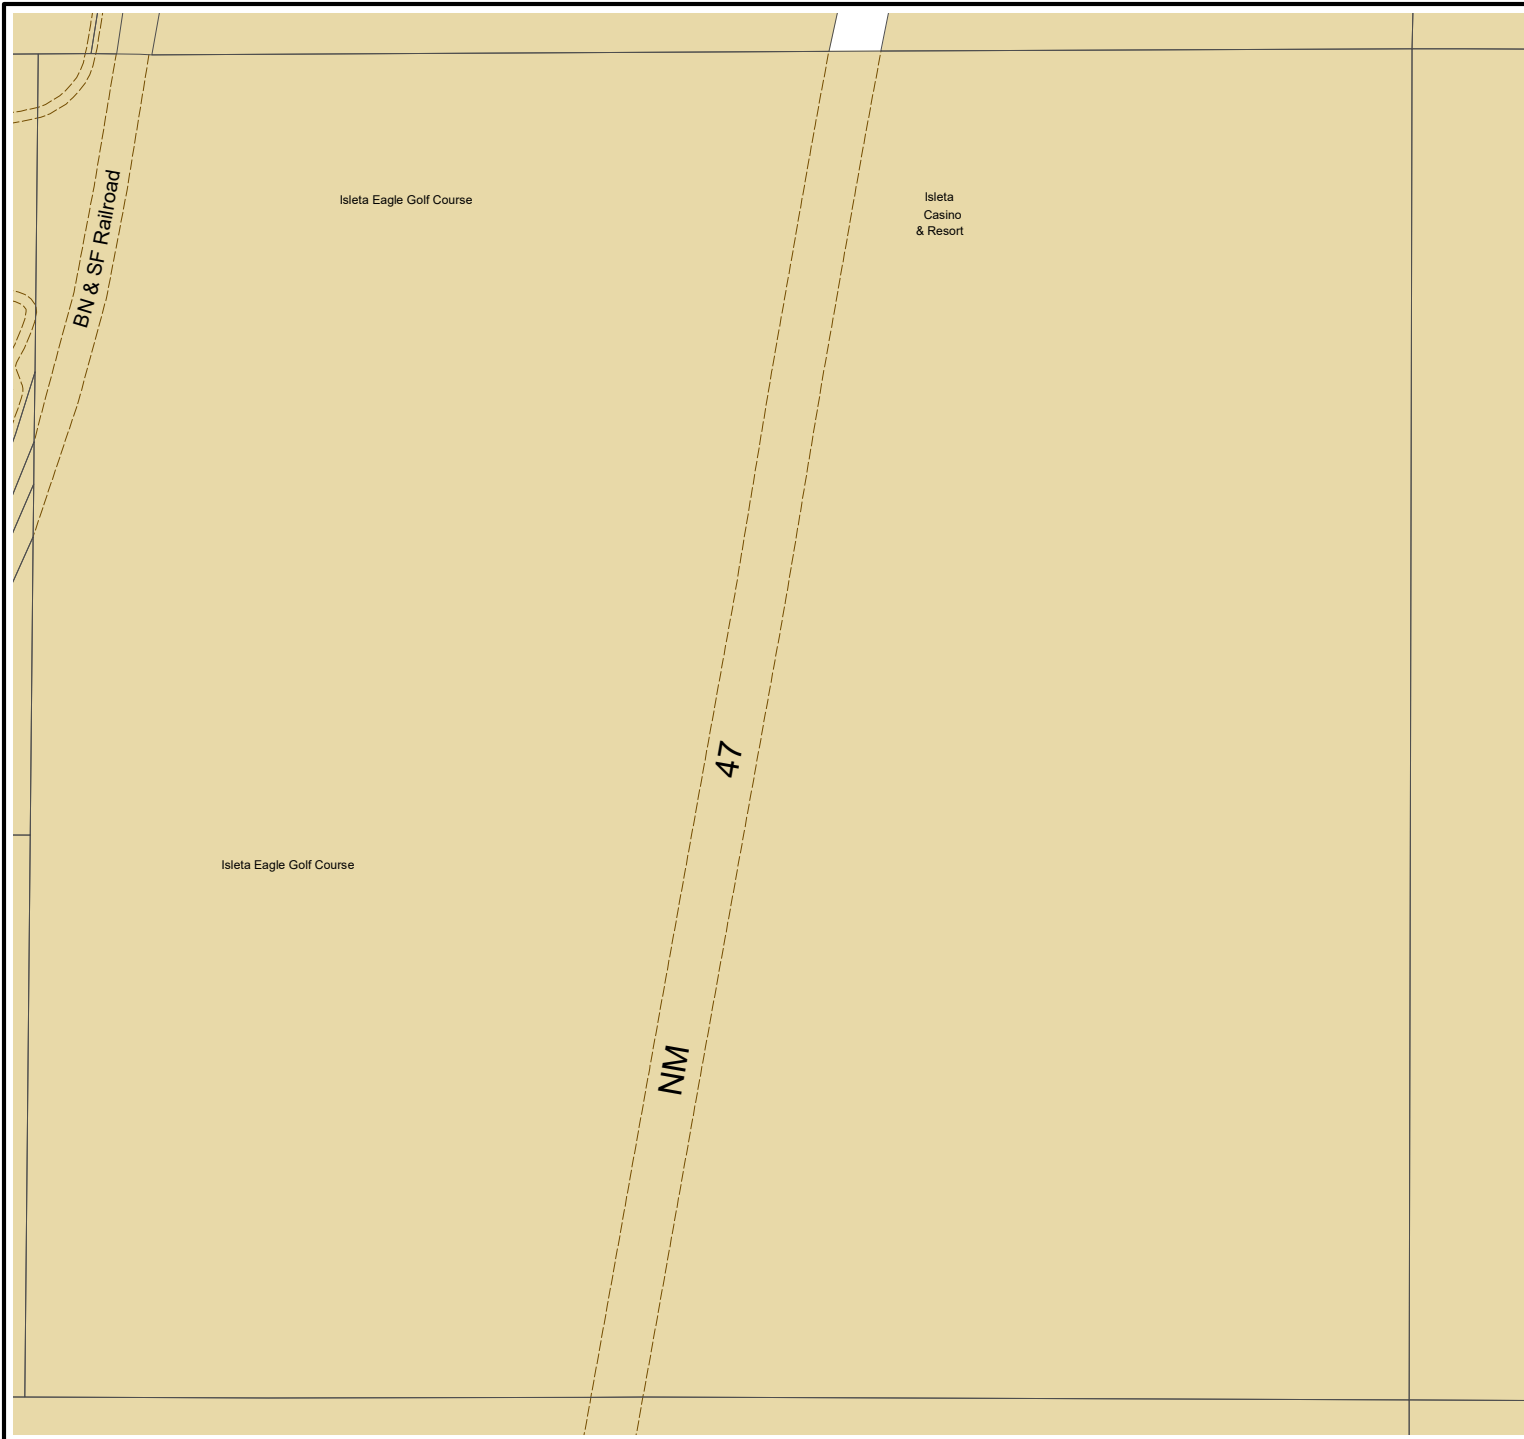 BN & SF Railroad
Isleta Eagle Golf Course
Isleta
Casino
& Resort
NM 47
Isleta Eagle Golf Course